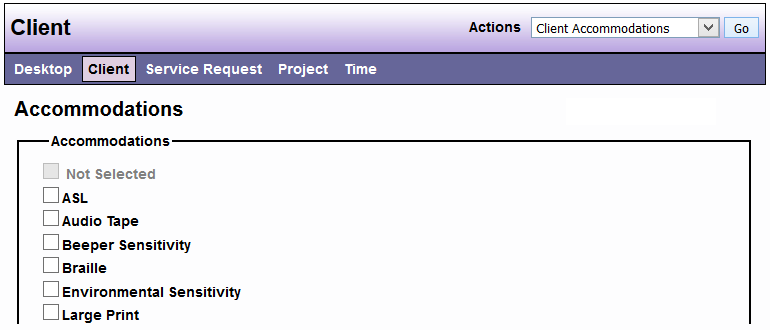 Client Actions Client Accommodations Go
Desktop Client Service Request Project Time
Accommodations
Accommodations
Not Selected
ASL
Audio Tape
Beeper Sensitivity
Braille
Environmental Sensitivity
Large Print